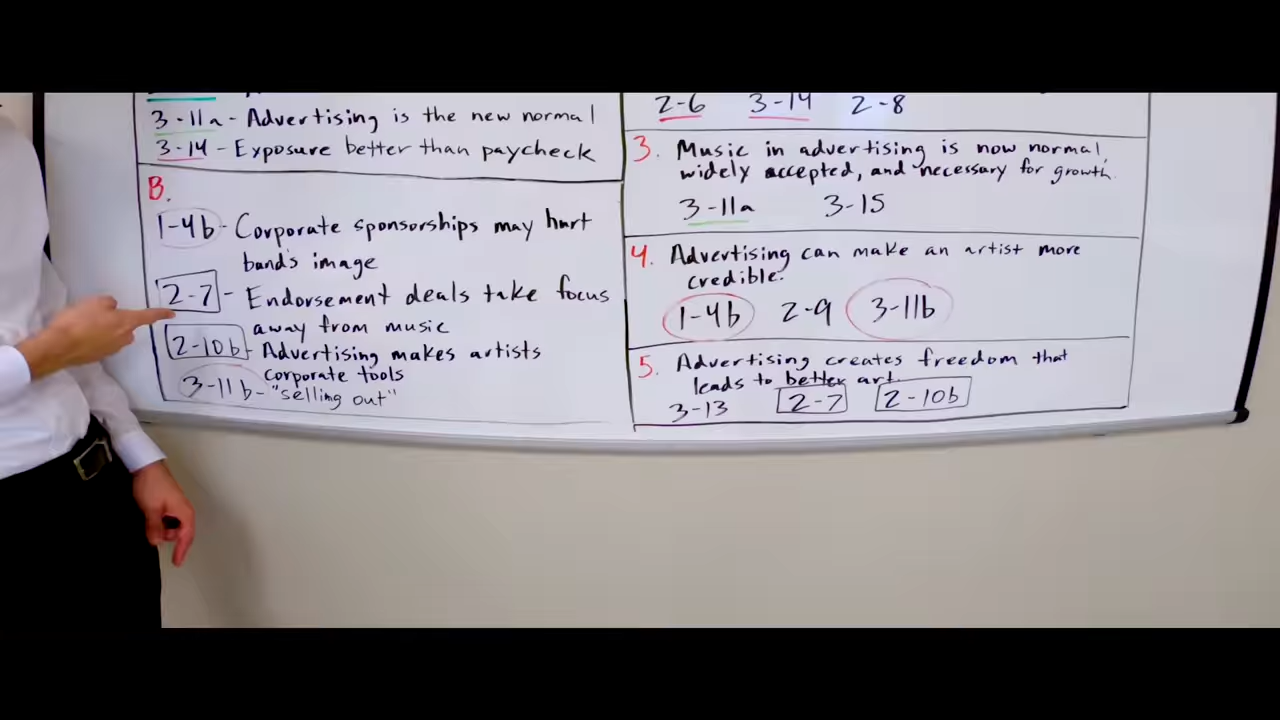 3-11a - Advertising is the new normal
3-14 - Exposure better than paycheck
B.
1-4b - Corporate sponsorships may hurt
band's image
2-7 - Endorsement deals take focus
away from music
2-10b - Advertising makes artists
corporate tools
3-11b - "selling out"
2-6 3-14 2-8
3. Music in advertising is now normal,
widely accepted, and necessary for growth.
3-11a 3-15
4. Advertising can make an artist more
credible.
1-4b 2-9 3-11b
5. Advertising creates freedom that
leads to better art.
3-13 2-7 2-10b